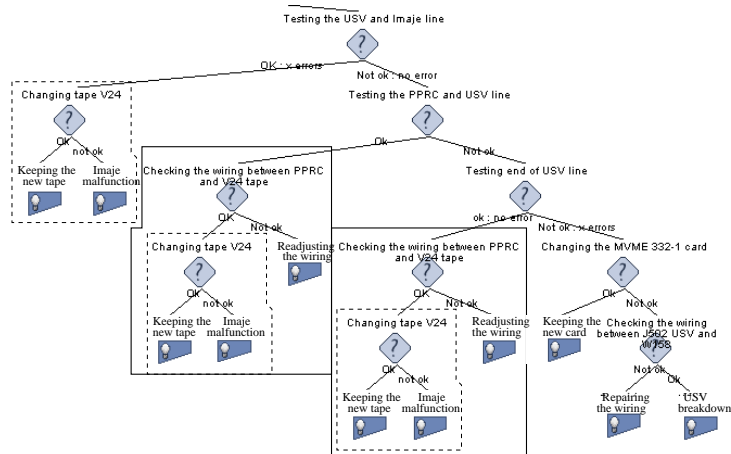 Testing the USV and Imaje line
OK : x errors
Not ok : no error
Changing tape V24
Testing the PPRC and USV line
Ok
not ok
Ok
Not ok
Keeping the
new tape
Imaje
malfunction
Checking the wiring between PPRC
and V24 tape
Testing end of USV line
OK
Not ok
ok : no error
Not ok : x errors
Changing tape V24
Readjusting
the wiring
Checking the wiring between PPRC
and V24 tape
Changing the MVME 332-1 card
Ok
not ok
OK
Not ok
Ok
Not ok
Keeping the
new tape
Imaje
malfunction
Changing tape V24
Readjusting
the wiring
Keeping the
new card
Checking the wiring
between J502 USV and
W158
Ok
not ok
Not ok
Ok
Keeping the
new tape
Imaje
malfunction
Repairing
the wiring
USV
breakdown